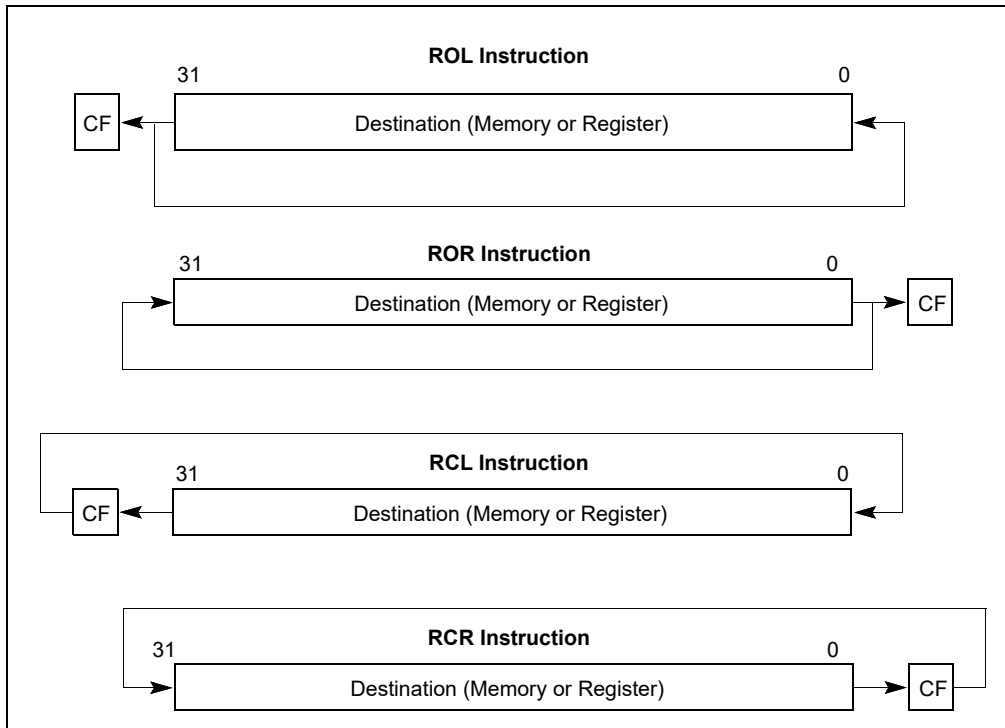 ROL Instruction
31 0
CF Destination (Memory or Register)
ROR Instruction
31 0
Destination (Memory or Register) CF
RCL Instruction
31 0
CF Destination (Memory or Register)
RCR Instruction
31 0
Destination (Memory or Register) CF